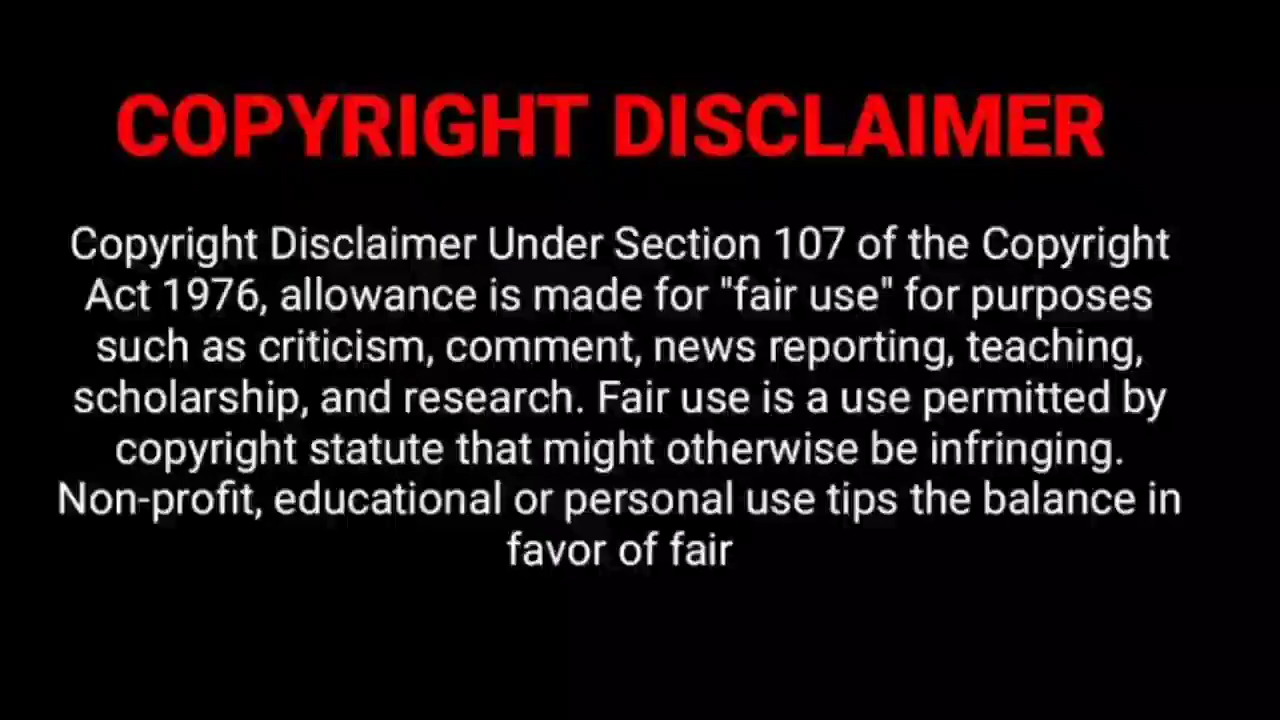 COPYRIGHT DISCLAIMER
Copyright Disclaimer Under Section 107 of the Copyright
Act 1976, allowance is made for "fair use" for purposes
such as criticism, comment, news reporting, teaching,
scholarship, and research. Fair use is a use permitted by
copyright statute that might otherwise be infringing.
Non-profit, educational or personal use tips the balance in
favor of fair